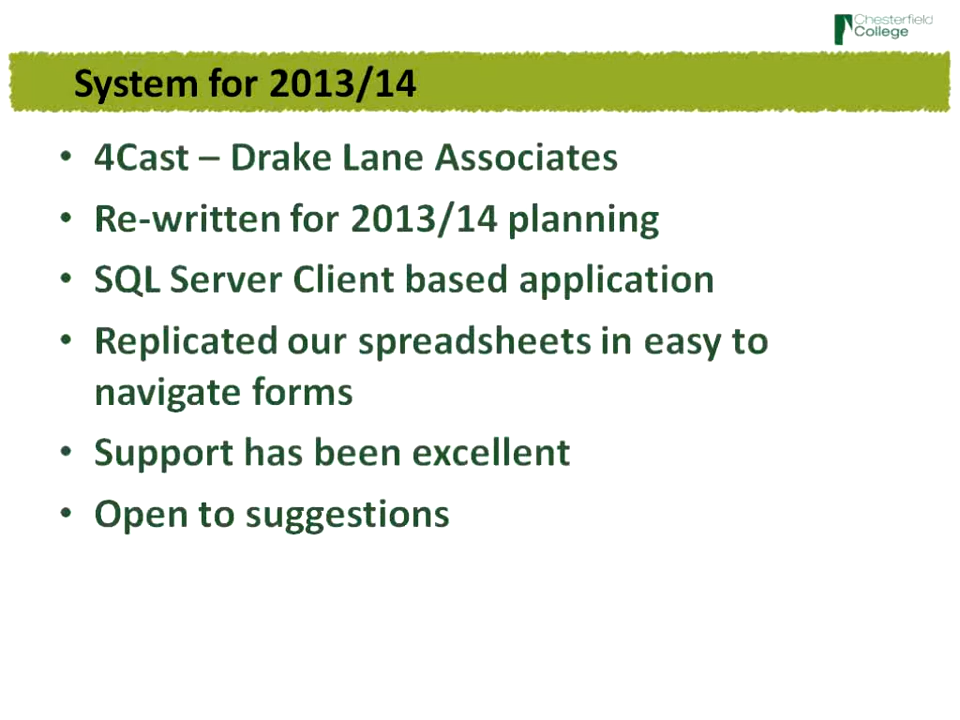 Chesterfield
College
System for 2013/14
• 4Cast – Drake Lane Associates
• Re-written for 2013/14 planning
• SQL Server Client based application
• Replicated our spreadsheets in easy to
navigate forms
• Support has been excellent
• Open to suggestions